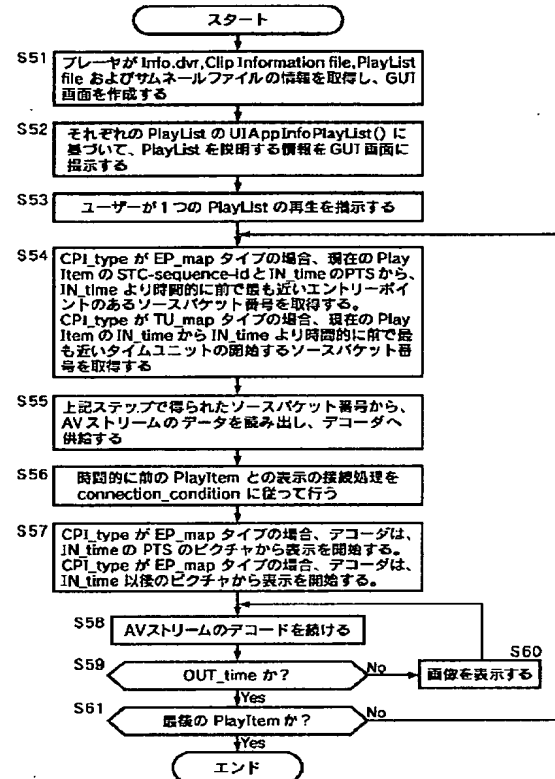 スタート
S51
プレーヤが Info.dvr,Clip Information file,PlayList
file およびサムネールファイルの情報を取得し、GUI
画面を作成する
S52
それぞれの PlayList の UIAppInfoPlayList() に
基づいて、PlayList を説明する情報を GUI 画面に
提示する
S53
ユーザーが1つの PlayList の再生を指示する
S54
CPI_type が EP_map タイプの場合、現在の Play
Item の STC-sequence-id と IN_time の PTS から、
IN_time より時間的に前で最も近いエントリーポイ
ントのあるソースパケット番号を取得する。
CPI_type が TU_map タイプの場合、現在の Play
Item の IN_time から IN_time より時間的に前で最
も近いタイムユニットの開始するソースパケット番
号を取得する
S55
上記ステップで得られたソースパケット番号から、
AVストリームのデータを読み出し、デコーダへ
供給する
S56
時間的に前の PlayItem との表示の接続処理を
connection_condition に従って行う
S57
CPI_type が EP_map タイプの場合、デコーダは、
IN_time の PTS のピクチャから表示を開始する。
CPI_type が EP_map タイプの場合、デコーダは、
IN_time 以後のピクチャから表示を開始する。
S58
AVストリームのデコードを続ける
S59
OUT_time か？
No
S60
画像を表示する
Yes
S61
最後の PlayItem か？
No
Yes
エンド